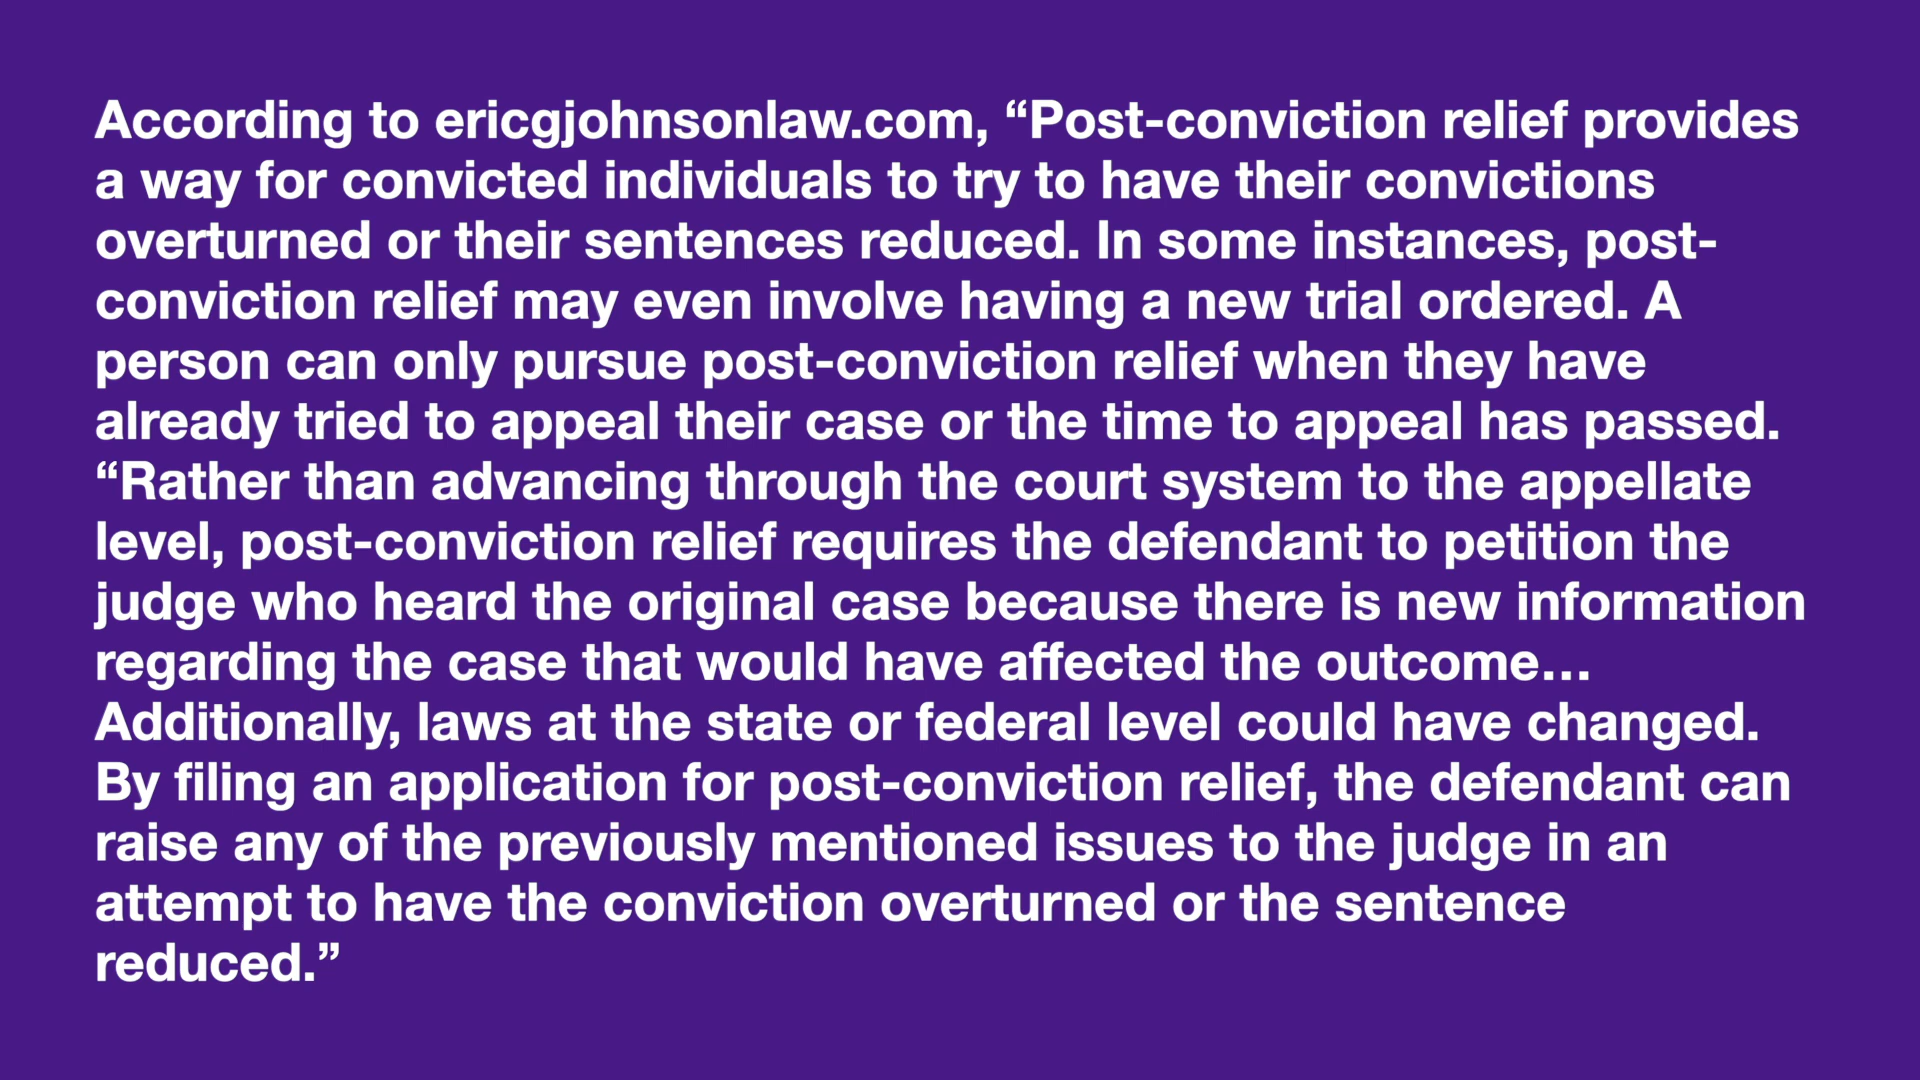 According to ericgjohnsonlaw.com, “Post-conviction relief provides
a way for convicted individuals to try to have their convictions
overturned or their sentences reduced. In some instances, post-
conviction relief may even involve having a new trial ordered. A
person can only pursue post-conviction relief when they have
already tried to appeal their case or the time to appeal has passed.
“Rather than advancing through the court system to the appellate
level, post-conviction relief requires the defendant to petition the
judge who heard the original case because there is new information
regarding the case that would have affected the outcome…
Additionally, laws at the state or federal level could have changed.
By filing an application for post-conviction relief, the defendant can
raise any of the previously mentioned issues to the judge in an
attempt to have the conviction overturned or the sentence
reduced.”